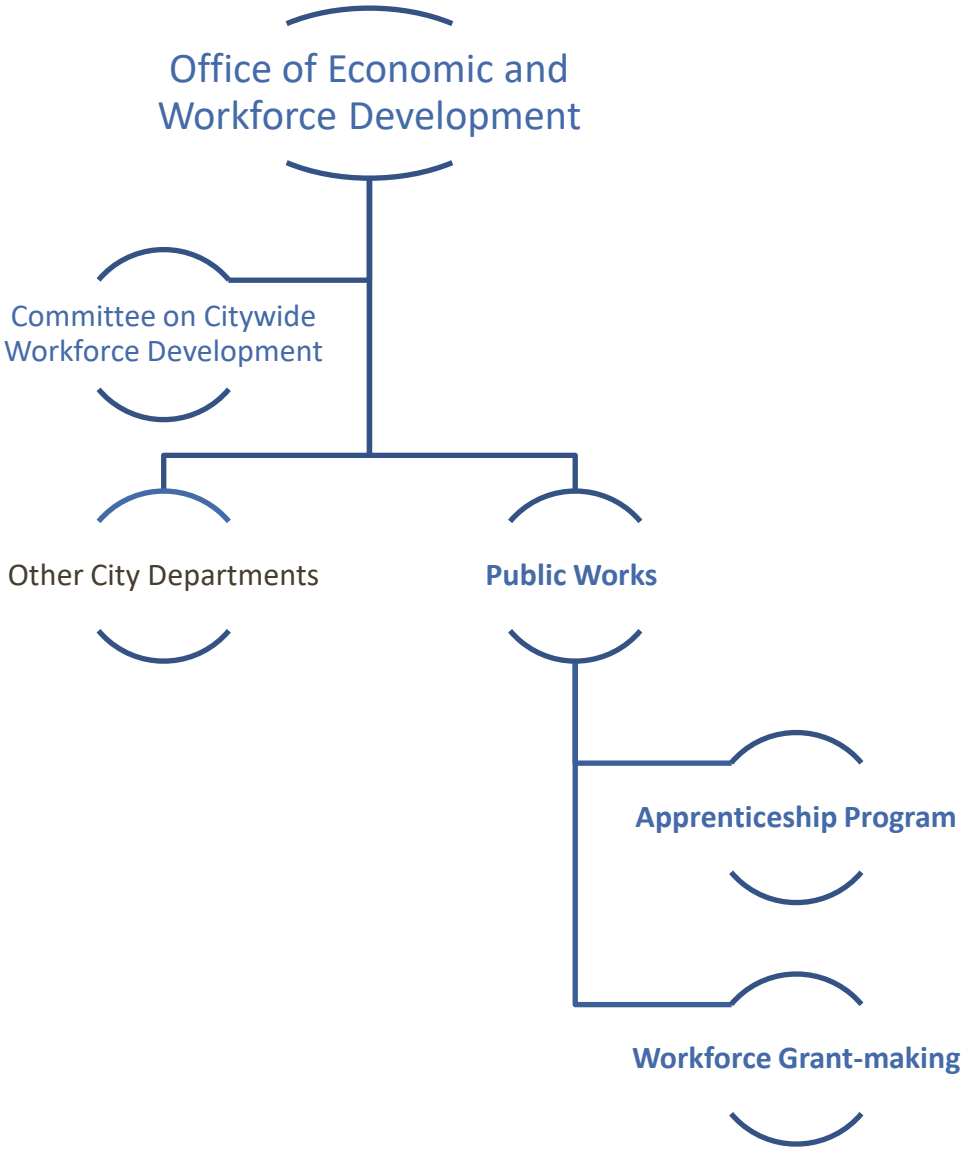 Office of Economic and
Workforce Development
Committee on Citywide
Workforce Development
Other City Departments
Public Works
Apprenticeship Program
Workforce Grant-making